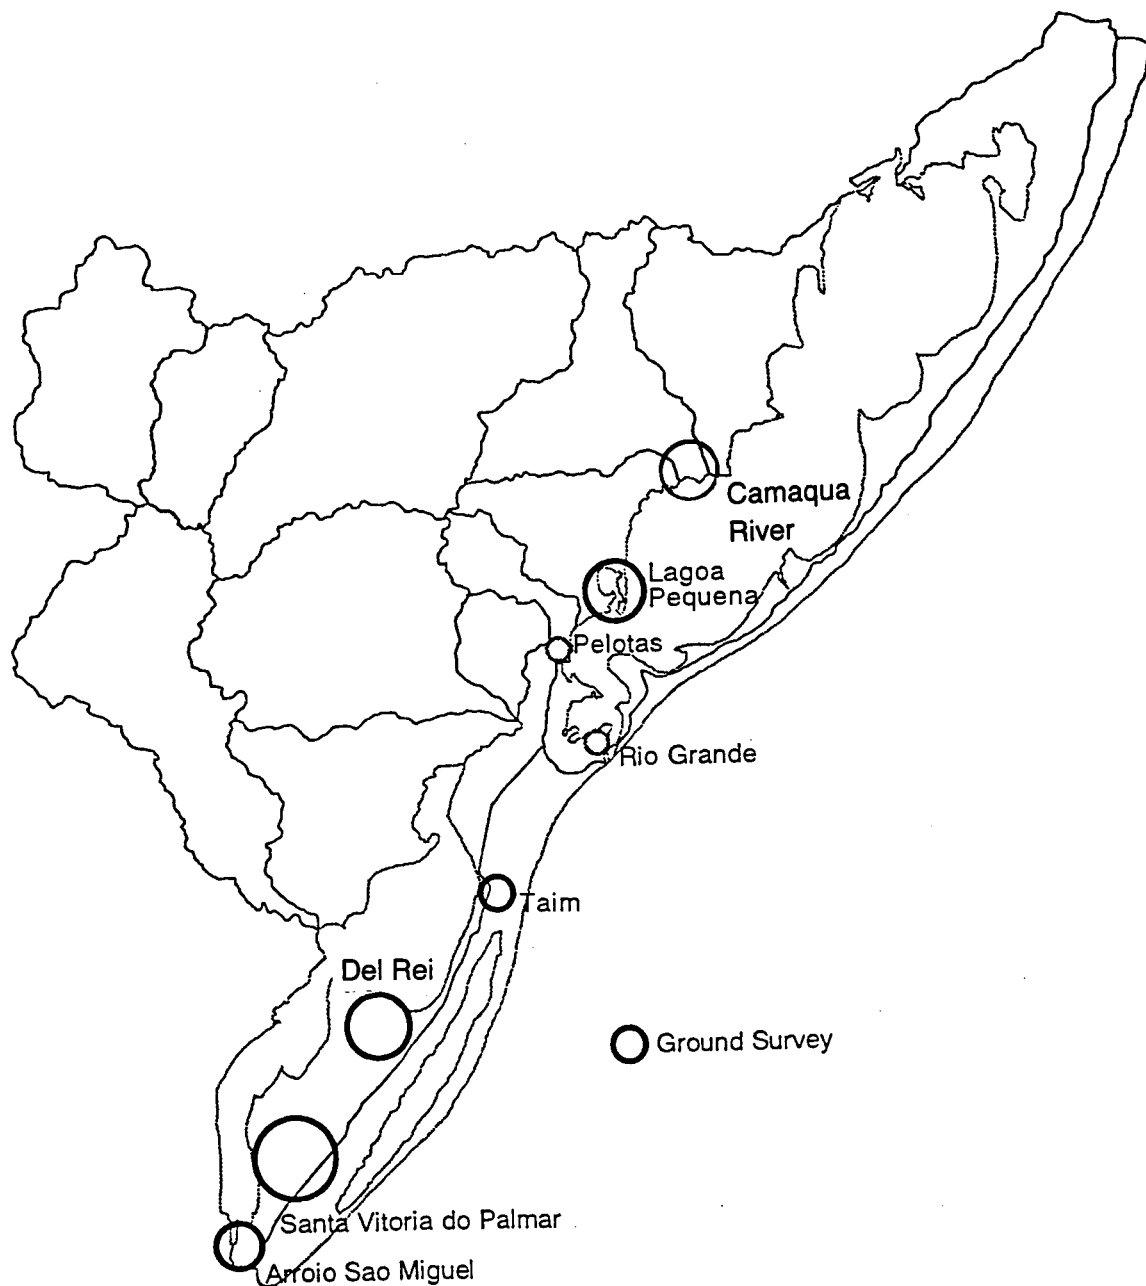 Camaqua
River
Lagoa
Pequena
Pelotas
Rio Grande
Taim
Del Rei
Ground Survey
Santa Vitoria do Palmar
Arroio Sao Miguel